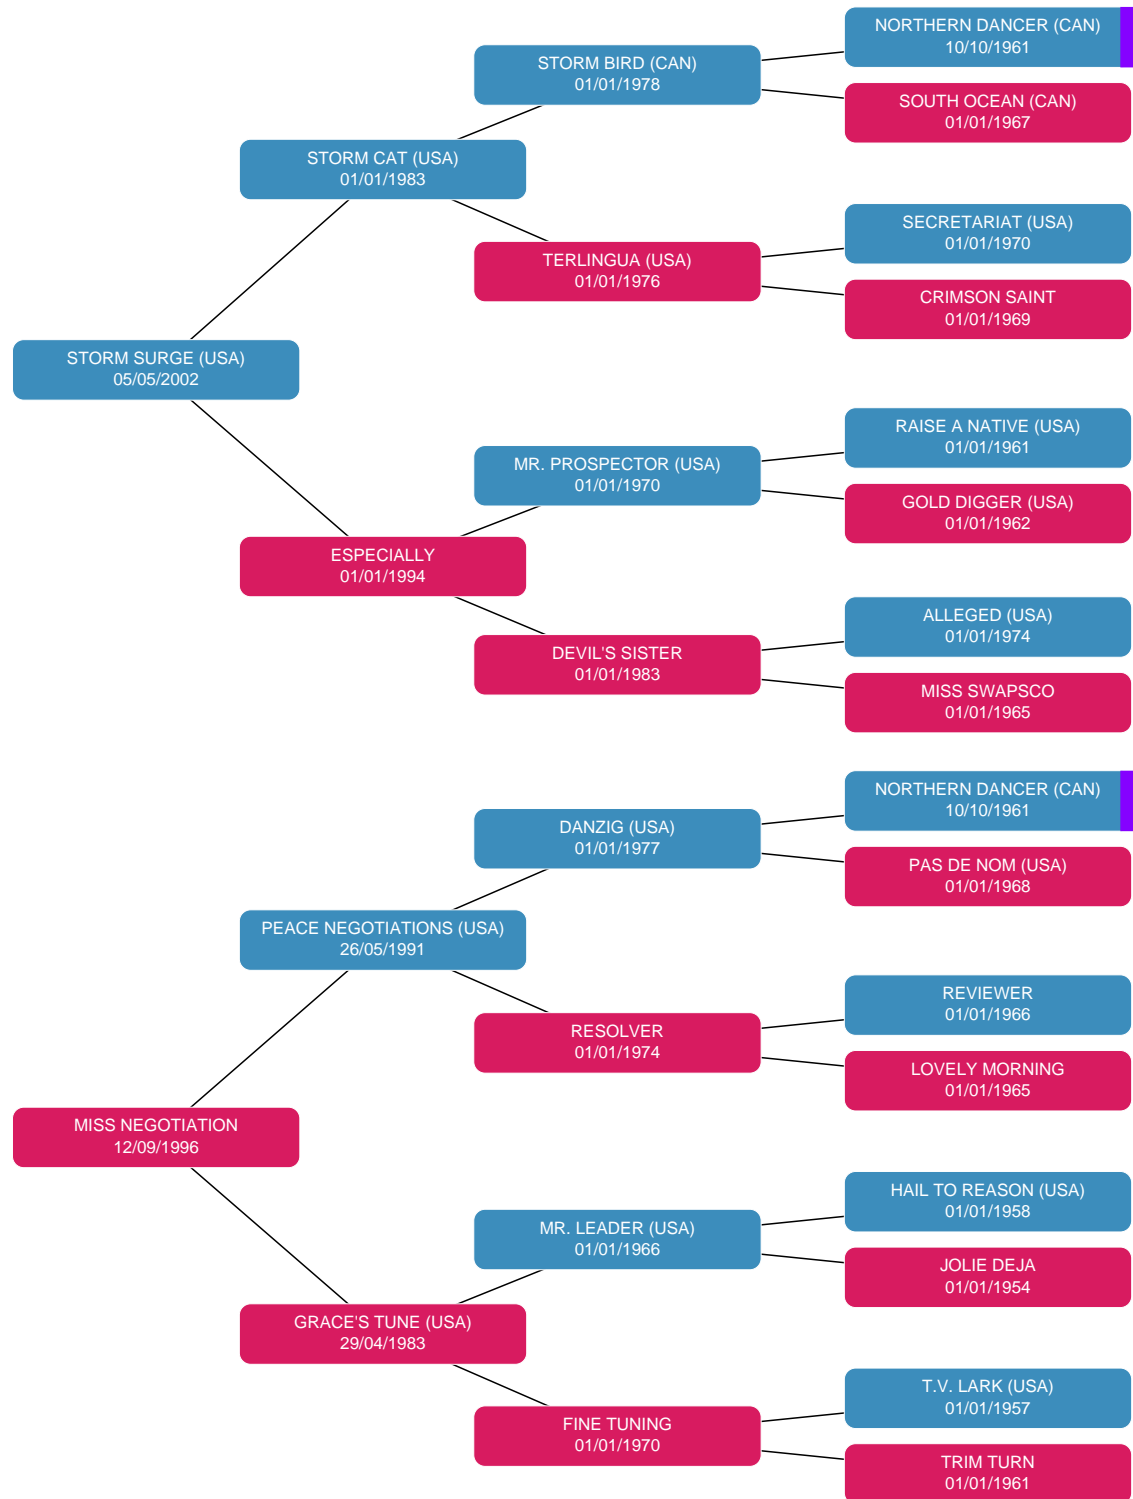 NORTHERN DANCER (CAN)
10/10/1961
STORM BIRD (CAN)
01/01/1978
SOUTH OCEAN (CAN)
01/01/1967
STORM CAT (USA)
01/01/1983
SECRETARIAT (USA)
01/01/1970
TERLINGUA (USA)
01/01/1976
CRIMSON SAINT
01/01/1969
STORM SURGE (USA)
05/05/2002
RAISE A NATIVE (USA)
01/01/1961
MR. PROSPECTOR (USA)
01/01/1970
GOLD DIGGER (USA)
01/01/1962
ESPECIALLY
01/01/1994
ALLEGED (USA)
01/01/1974
DEVIL'S SISTER
01/01/1983
MISS SWAPSCO
01/01/1965
NORTHERN DANCER (CAN)
10/10/1961
DANZIG (USA)
01/01/1977
PAS DE NOM (USA)
01/01/1968
PEACE NEGOTIATIONS (USA)
26/05/1991
REVIEWER
01/01/1966
RESOLVER
01/01/1974
LOVELY MORNING
01/01/1965
MISS NEGOTIATION
12/09/1996
HAIL TO REASON (USA)
01/01/1958
MR. LEADER (USA)
01/01/1966
JOLIE DEJA
01/01/1954
GRACE'S TUNE (USA)
29/04/1983
T.V. LARK (USA)
01/01/1957
FINE TUNING
01/01/1970
TRIM TURN
01/01/1961